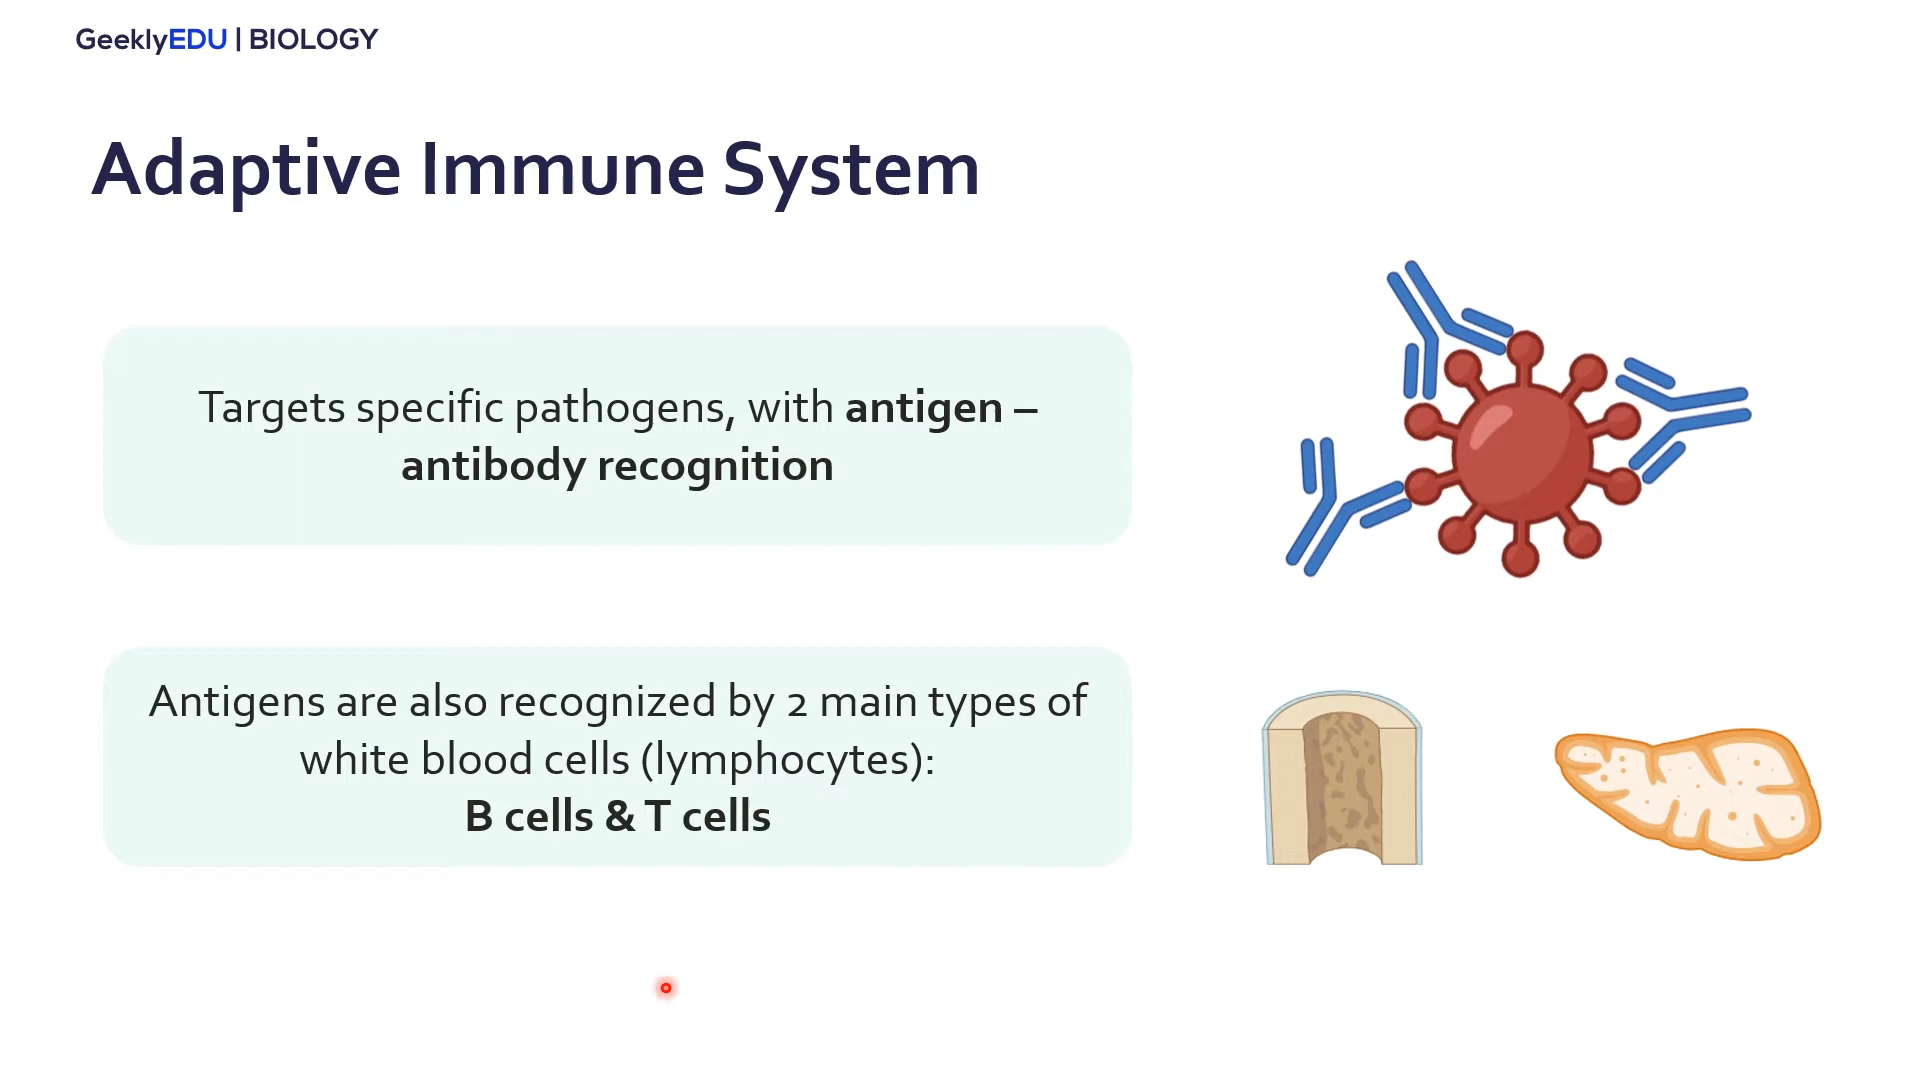 GeeklyEDU | BIOLOGY
Adaptive Immune System
Targets specific pathogens, with antigen –
antibody recognition
Antigens are also recognized by 2 main types of
white blood cells (lymphocytes):
B cells & T cells